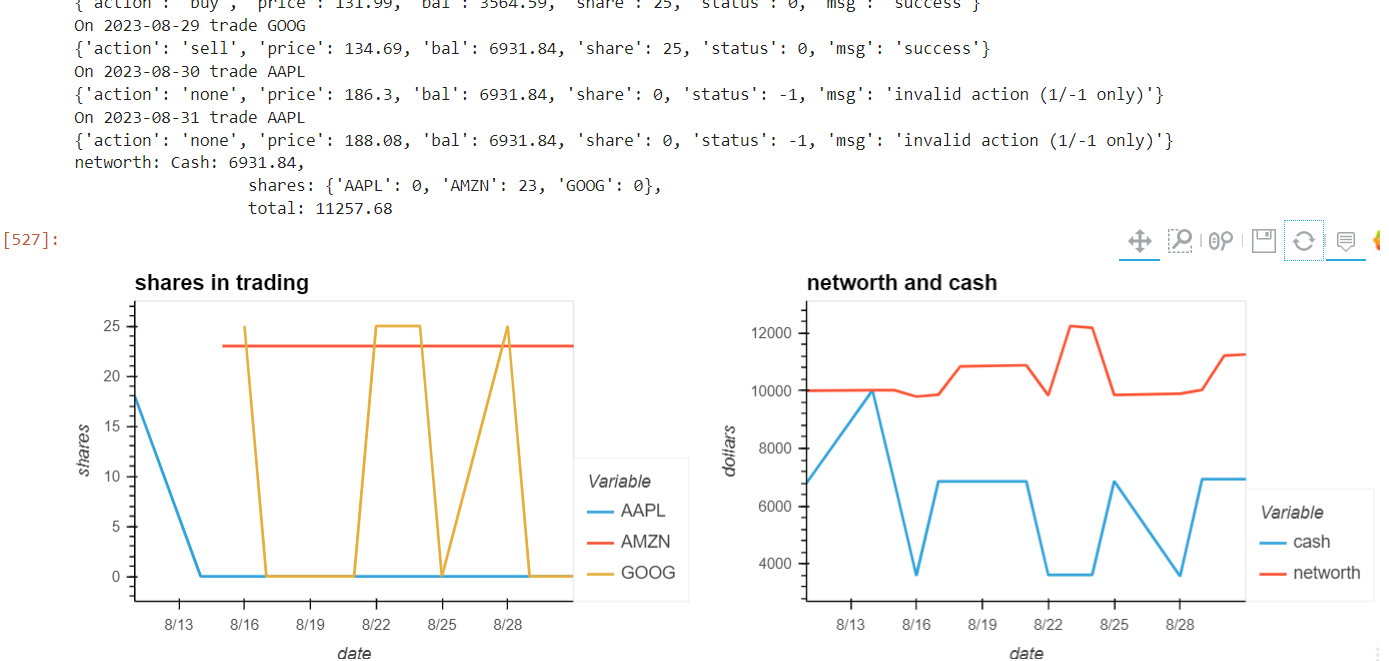 {'action': 'buy', 'price': 131.99, 'bal': 3564.59, 'share': 25, 'status': 0, 'msg': 'success'}
On 2023-08-29 trade GOOG
{'action': 'sell', 'price': 134.69, 'bal': 6931.84, 'share': 25, 'status': 0, 'msg': 'success'}
On 2023-08-30 trade AAPL
{'action': 'none', 'price': 186.3, 'bal': 6931.84, 'share': 0, 'status': -1, 'msg': 'invalid action (1/-1 only)'}
On 2023-08-31 trade AAPL
{'action': 'none', 'price': 188.08, 'bal': 6931.84, 'share': 0, 'status': -1, 'msg': 'invalid action (1/-1 only)'}
networth: Cash: 6931.84,
shares: {'AAPL': 0, 'AMZN': 23, 'GOOG': 0},
total: 11257.68
[527]:
shares in trading
25
20
15
10
5
0
shares
8/13 8/16 8/19 8/22 8/25 8/28
date
Variable
AAPL
AMZN
GOOG
networth and cash
12000
10000
8000
6000
4000
dollars
8/13 8/16 8/19 8/22 8/25 8/28
date
Variable
cash
networth